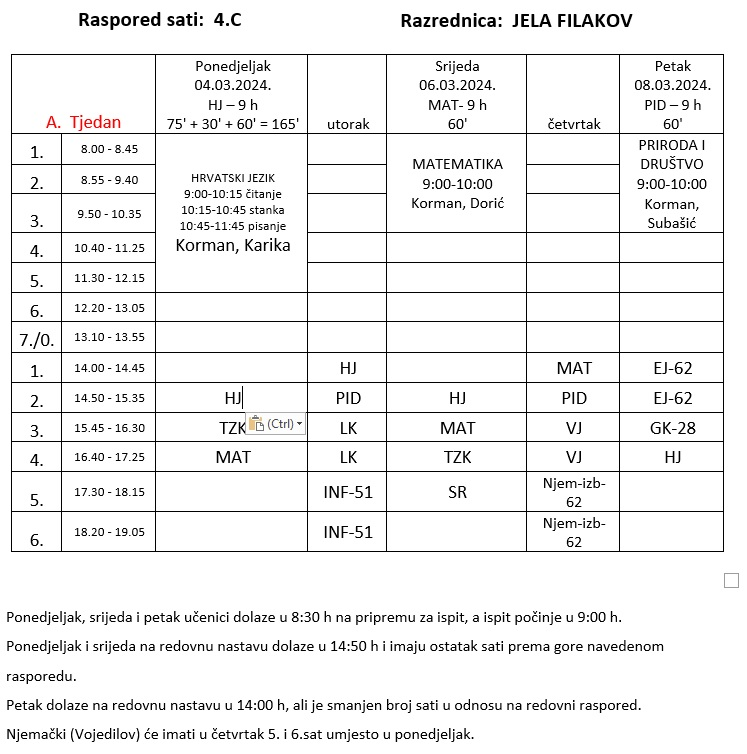 Raspored sati: 4.C Razrednica: JELA FILAKOV
Ponedjeljak Srijeda Petak
04.03.2024. 06.03.2024. 08.03.2024.
HJ – 9 h MAT- 9 h PID – 9 h
A. Tjedan 75' + 30' + 60' = 165' utorak 60' četvrtak 60'
1. 8.00 - 8.45
2. 8.55 - 9.40
3. 9.50 - 10.35
4. 10.40 - 11.25
5. 11.30 - 12.15
HRVATSKI JEZIK
9:00-10:15 čitanje
10:15-10:45 stanka
10:45-11:45 pisanje
Korman, Karika
MATEMATIKA
9:00-10:00
Korman, Dorić
PRIRODA I
DRUŠTVO
9:00-10:00
Korman,
Subašić
6. 12.20 - 13.05
7./0. 13.10 - 13.55
1. 14.00 - 14.45 HJ MAT EJ-62
2. 14.50 - 15.35 HJ PID HJ PID EJ-62
(Ctrl)
3. 15.45 - 16.30 TZK LK MAT VJ GK-28
4. 16.40 - 17.25 MAT LK TZK VJ HJ
5. 17.30 - 18.15 INF-51 SR Njem-izb-
62
6. 18.20 - 19.05 INF-51 Njem-izb-
62
Ponedjeljak, srijeda i petak učenici dolaze u 8:30 h na pripremu za ispit, a ispit počinje u 9:00 h.
Ponedjeljak i srijeda na redovnu nastavu dolaze u 14:50 h i imaju ostatak sati prema gore navedenom
rasporedu.
Petak dolaze na redovnu nastavu u 14:00 h, ali je smanjen broj sati u odnosu na redovni raspored.
Njemački (Vojedilov) će imati u četvrtak 5. i 6.sat umjesto u ponedjeljak.